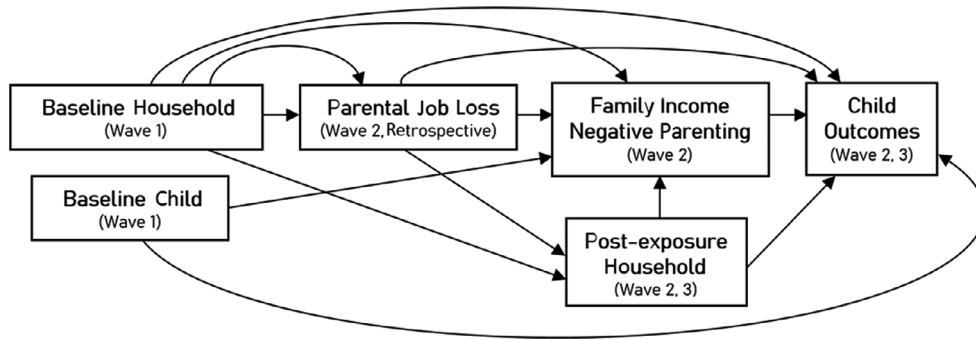 Baseline Household
(Wave 1)
Parental Job Loss
(Wave 2, Retrospective)
Family Income
Negative Parenting
(Wave 2)
Child
Outcomes
(Wave 2, 3)
Baseline Child
(Wave 1)
Post-exposure
Household
(Wave 2, 3)